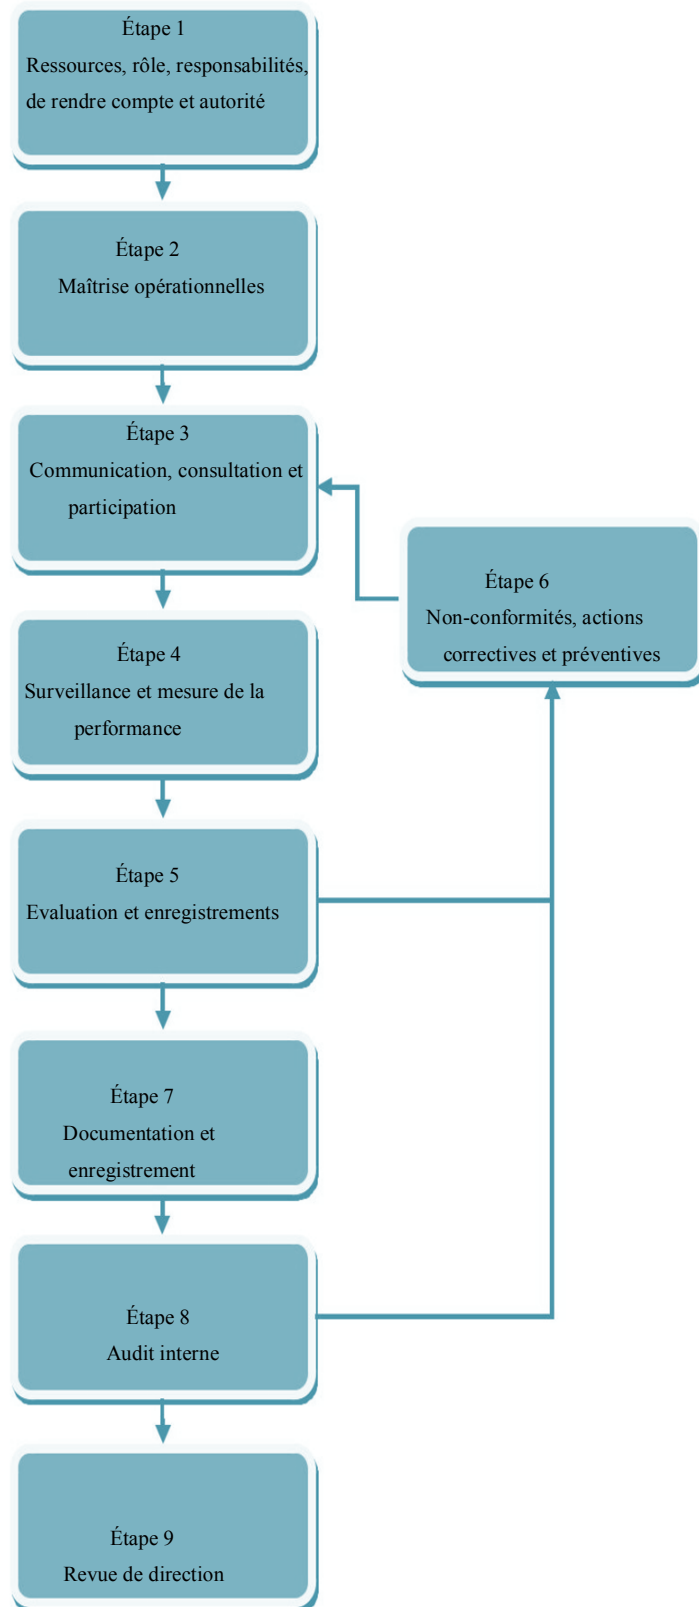 Étape 1
Ressources, rôle, responsabilités,
de rendre compte et autorité
Étape 2
Maîtrise opérationnelles
Étape 3
Communication, consultation et
participation
Étape 4
Surveillance et mesure de la
performance
Étape 5
Evaluation et enregistrements
Étape 6
Non-conformités, actions
correctives et préventives
Étape 7
Documentation et
enregistrement
Étape 8
Audit interne
Étape 9
Revue de direction